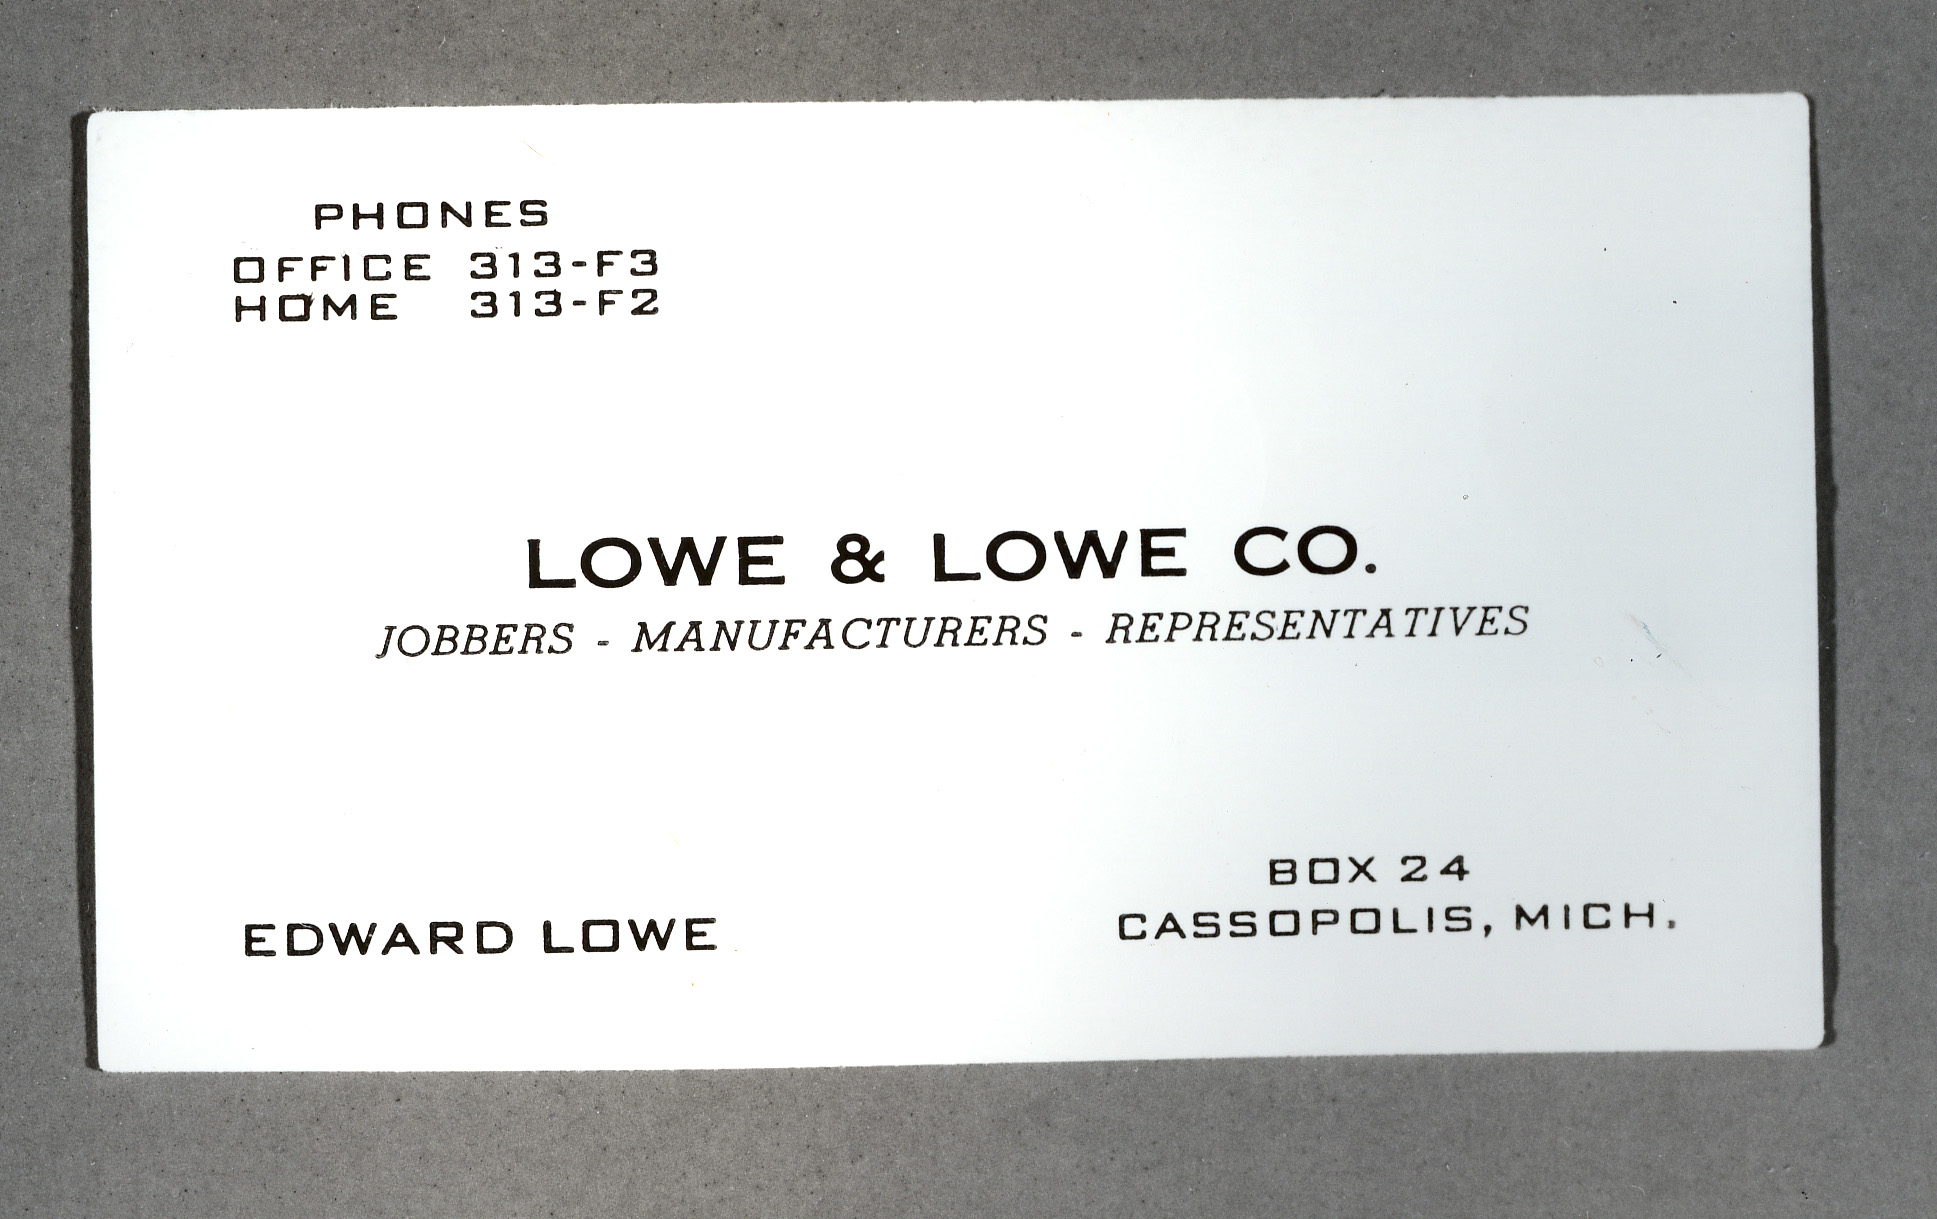 PHONES
OFFICE 313-F3
HOME 313-F2
LOWE & LOWE CO.
JOBBERS - MANUFACTURERS - REPRESENTATIVES
EDWARD LOWE
BOX 24
CASSOPOLIS, MICH.